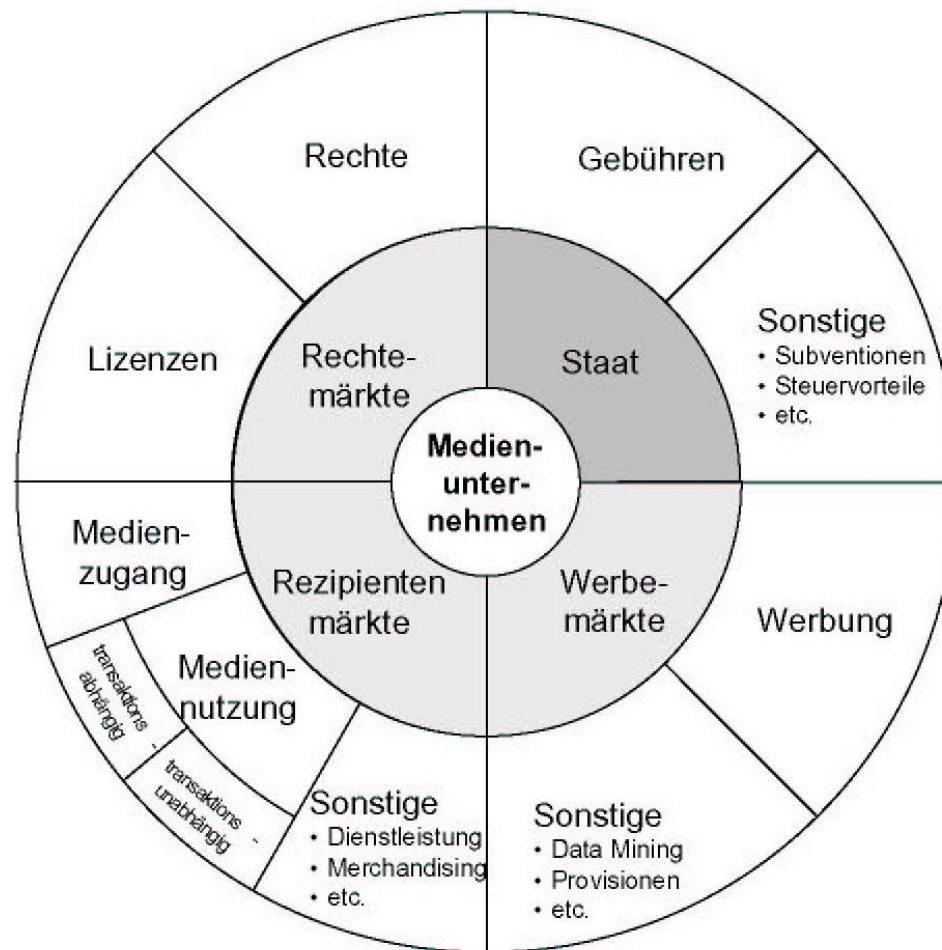 Rechte
Gebühren
Lizenzen
Rechte-
märkte
Staat
Sonstige
• Subventionen
• Steuervorteile
• etc.
Medien-
unter-
nehmen
Medien-
zugang
Rezipienten
märkte
Werbe-
märkte
Werbung
Medien-
nutzung
transaktions -
abhängig
transaktions -
unabhängig
Sonstige
• Dienstleistung
• Merchandising
• etc.
Sonstige
• Data Mining
• Provisionen
• etc.